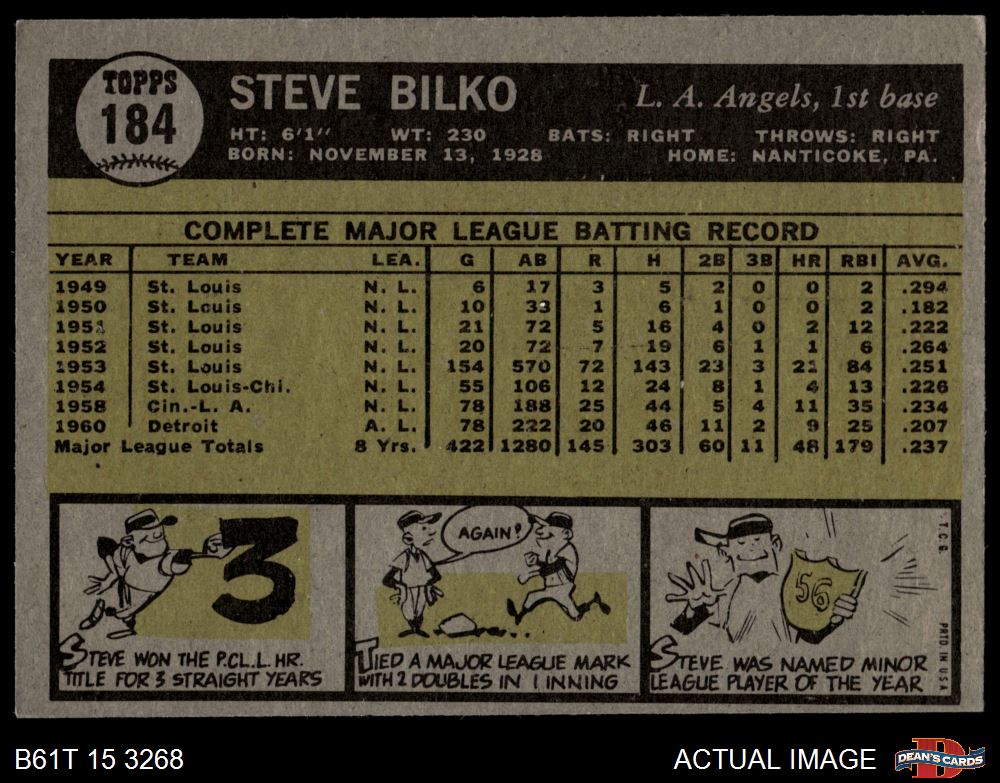 TOPPS
184
STEVE BILKO
L. A. Angels, 1st base
HT: 6'1" WT: 230 BATS: RIGHT THROWS: RIGHT
BORN: NOVEMBER 13, 1928 HOME: NANTICOKE, PA.
COMPLETE MAJOR LEAGUE BATTING RECORD
YEAR TEAM LEA. G AB R H 2B 3B HR RBI AVG.
1949 St. Louis N. L. 6 17 3 5 2 0 0 2 .294
1950 St. Louis N. L. 10 33 1 6 1 0 0 2 .182
1951 St. Louis N. L. 21 72 5 16 4 0 2 12 .222
1952 St. Louis N. L. 20 72 7 19 6 1 1 6 .264
1953 St. Louis N. L. 154 570 72 143 23 3 21 84 .251
1954 St. Louis-Chi. N. L. 55 106 12 24 8 1 4 13 .226
1958 Cin.-L. A. N. L. 78 188 25 44 5 4 11 35 .234
1960 Detroit A. L. 78 222 20 46 11 2 9 25 .207
Major League Totals 8 Yrs. 422 1280 145 303 60 11 48 179 .237
3
STEVE WON THE P.C.L. HR.
TITLE FOR 3 STRAIGHT YEARS
AGAIN?
TIED A MAJOR LEAGUE MARK
WITH 2 DOUBLES IN 1 INNING
56
STEVE WAS NAMED MINOR
LEAGUE PLAYER OF THE YEAR
·T.C.G.
PRTD IN U S A
B61T 15 3268
ACTUAL IMAGE
D
DEAN'S CARDS